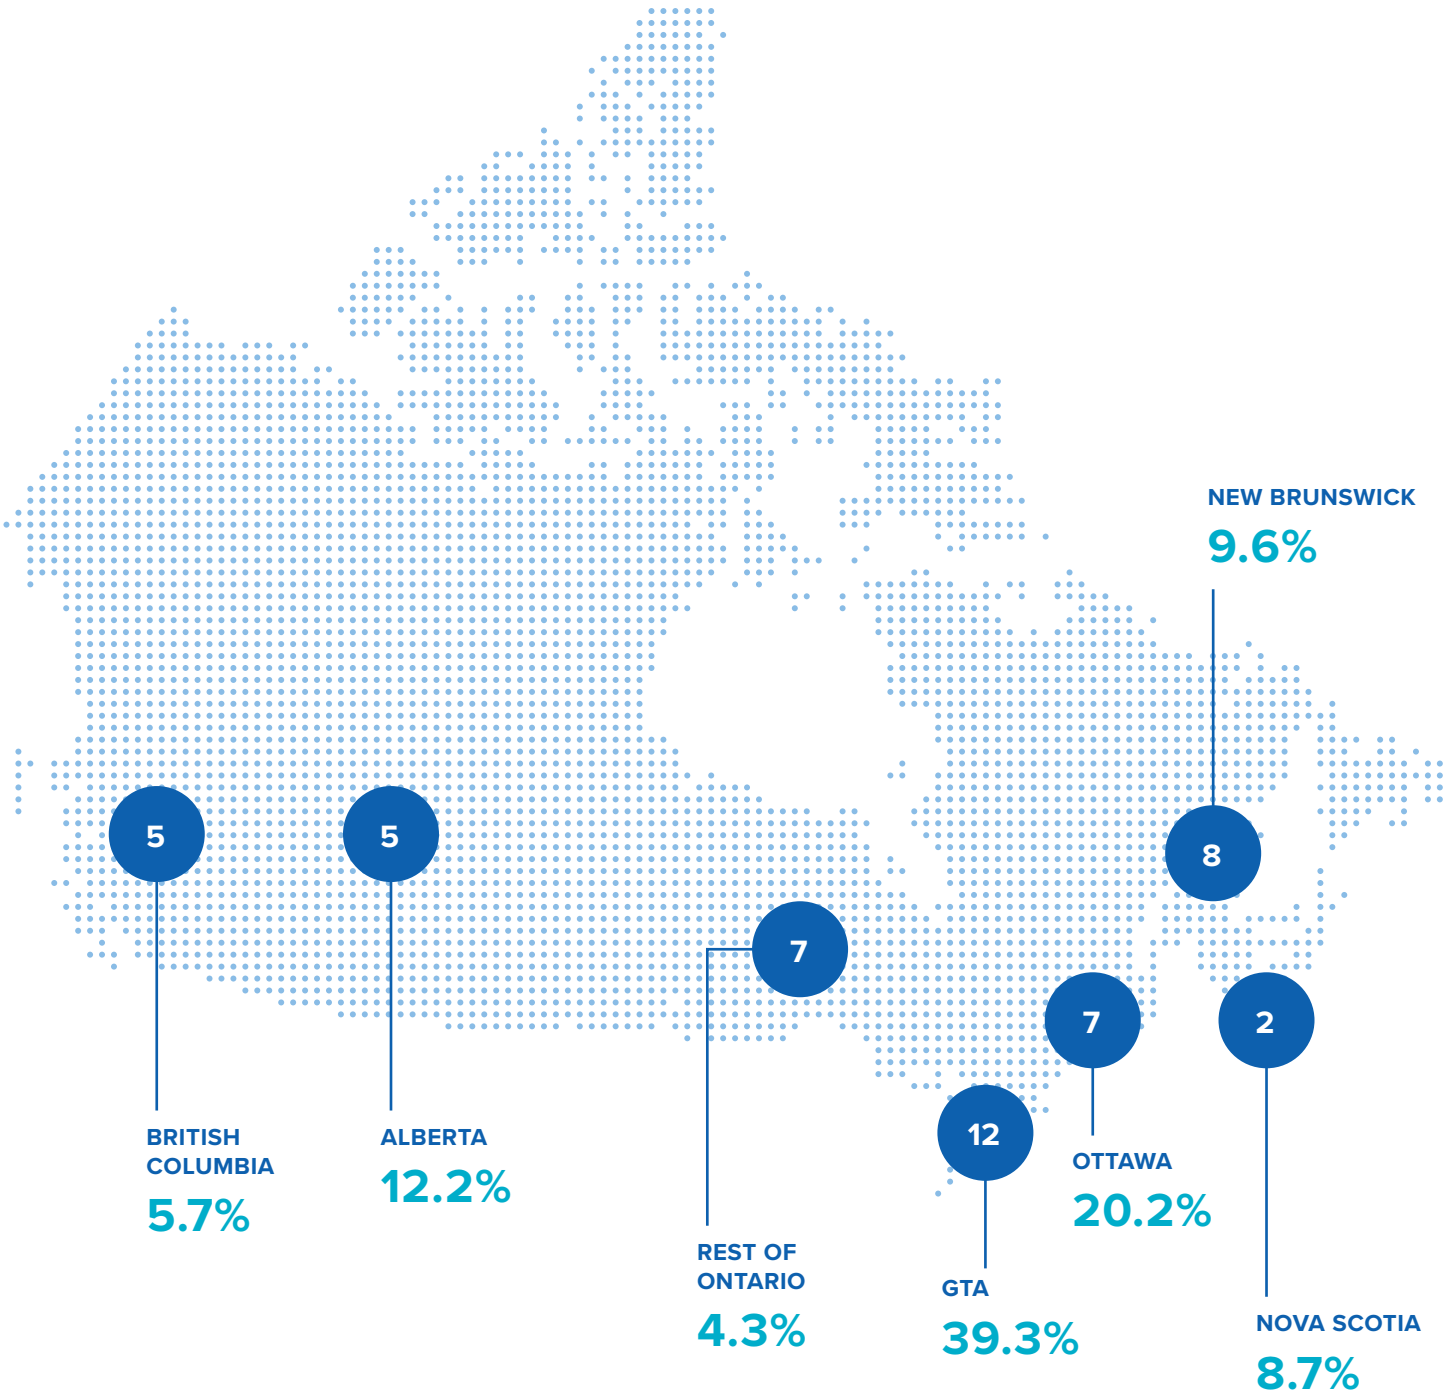 NEW BRUNSWICK
9.6%
5
5
8
7
7
2
12
BRITISH
COLUMBIA
5.7%
ALBERTA
12.2%
OTTAWA
20.2%
REST OF
ONTARIO
4.3%
GTA
39.3%
NOVA SCOTIA
8.7%